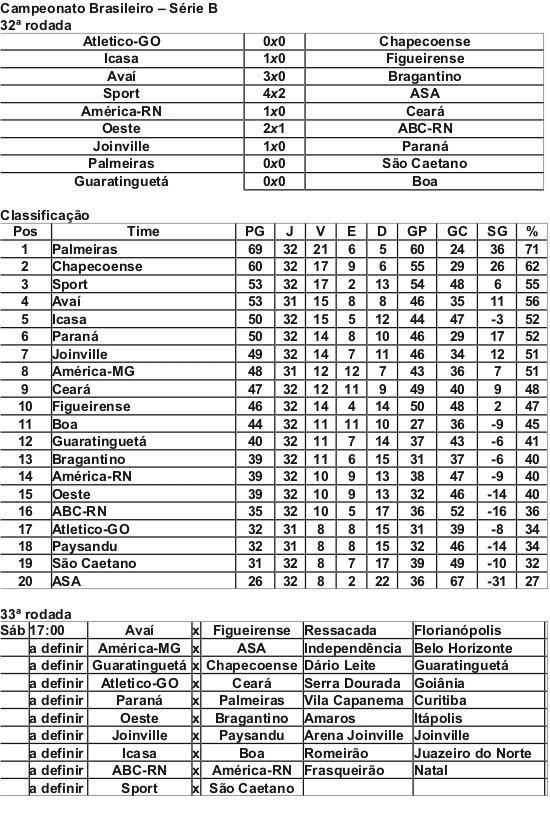 Campeonato Brasileiro – Série B
32ª rodada
Atletico-GO 0x0 Chapecoense
Icasa 1x0 Figueirense
Avaí 3x0 Bragantino
Sport 4x2 ASA
América-RN 1x0 Ceará
Oeste 2x1 ABC-RN
Joinville 1x0 Paraná
Palmeiras 0x0 São Caetano
Guaratinguetá 0x0 Boa
Classificação
Pos Time PG J V E D GP GC SG %
1 Palmeiras 69 32 21 6 5 60 24 36 71
2 Chapecoense 60 32 17 9 6 55 29 26 62
3 Sport 53 32 17 2 13 54 48 6 55
4 Avaí 53 31 15 8 8 46 35 11 56
5 Icasa 50 32 15 5 12 44 47 -3 52
6 Paraná 50 32 14 8 10 46 29 17 52
7 Joinville 49 32 14 7 11 46 34 12 51
8 América-MG 48 31 12 12 7 43 36 7 51
9 Ceará 47 32 12 11 9 49 40 9 48
10 Figueirense 46 32 14 4 14 50 48 2 47
11 Boa 44 32 11 11 10 27 36 -9 45
12 Guaratinguetá 40 32 11 7 14 37 43 -6 41
13 Bragantino 39 32 11 6 15 31 37 -6 40
14 América-RN 39 32 10 9 13 38 47 -9 40
15 Oeste 39 32 10 9 13 32 46 -14 40
16 ABC-RN 35 32 10 5 17 36 52 -16 36
17 Atletico-GO 32 31 8 8 15 31 39 -8 34
18 Paysandu 32 31 8 8 15 32 46 -14 34
19 São Caetano 31 32 8 7 17 39 49 -10 32
20 ASA 26 32 8 2 22 36 67 -31 27
33ª rodada
Sáb 17:00 Avaí x Figueirense Ressacada Florianópolis
a definir América-MG x ASA Independência Belo Horizonte
a definir Guaratinguetá x Chapecoense Dário Leite Guaratinguetá
a definir Atletico-GO x Ceará Serra Dourada Goiânia
a definir Paraná x Palmeiras Vila Capanema Curitiba
a definir Oeste x Bragantino Amaros Itápolis
a definir Joinville x Paysandu Arena Joinville Joinville
a definir Icasa x Boa Romeirão Juazeiro do Norte
a definir ABC-RN x América-RN Frasqueirão Natal
a definir Sport x São Caetano